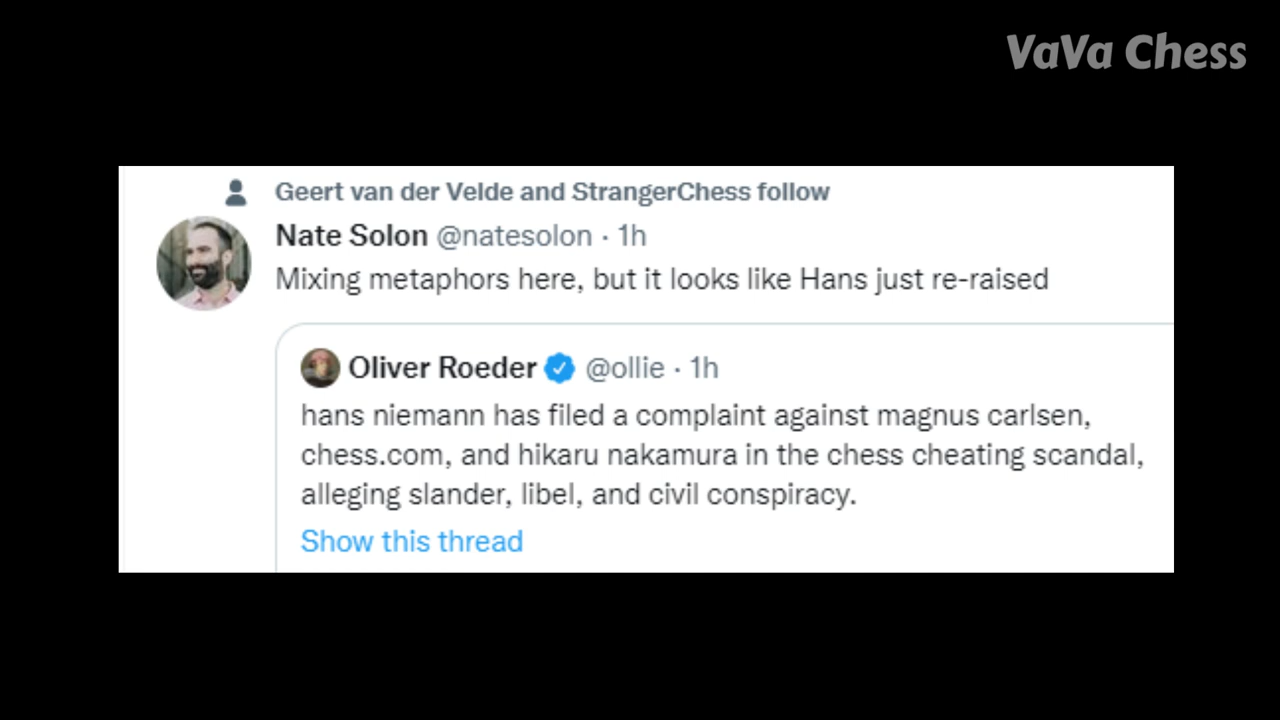 VaVa Chess
Geert van der Velde and StrangerChess follow
Nate Solon @natesolon · 1h
Mixing metaphors here, but it looks like Hans just re-raised
Oliver Roeder @ollie · 1h
hans niemann has filed a complaint against magnus carlsen,
chess.com, and hikaru nakamura in the chess cheating scandal,
alleging slander, libel, and civil conspiracy.
Show this thread